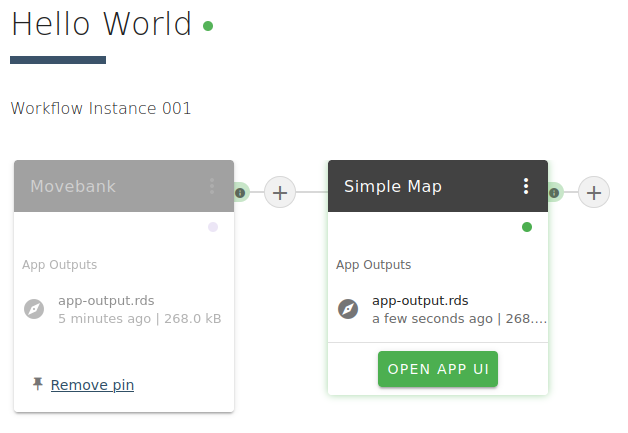 Hello World
Workflow Instance 001
Movebank
App Outputs
app-output.rds
5 minutes ago | 268.0 kB
Remove pin
Simple Map
App Outputs
app-output.rds
a few seconds ago | 268....
OPEN APP UI